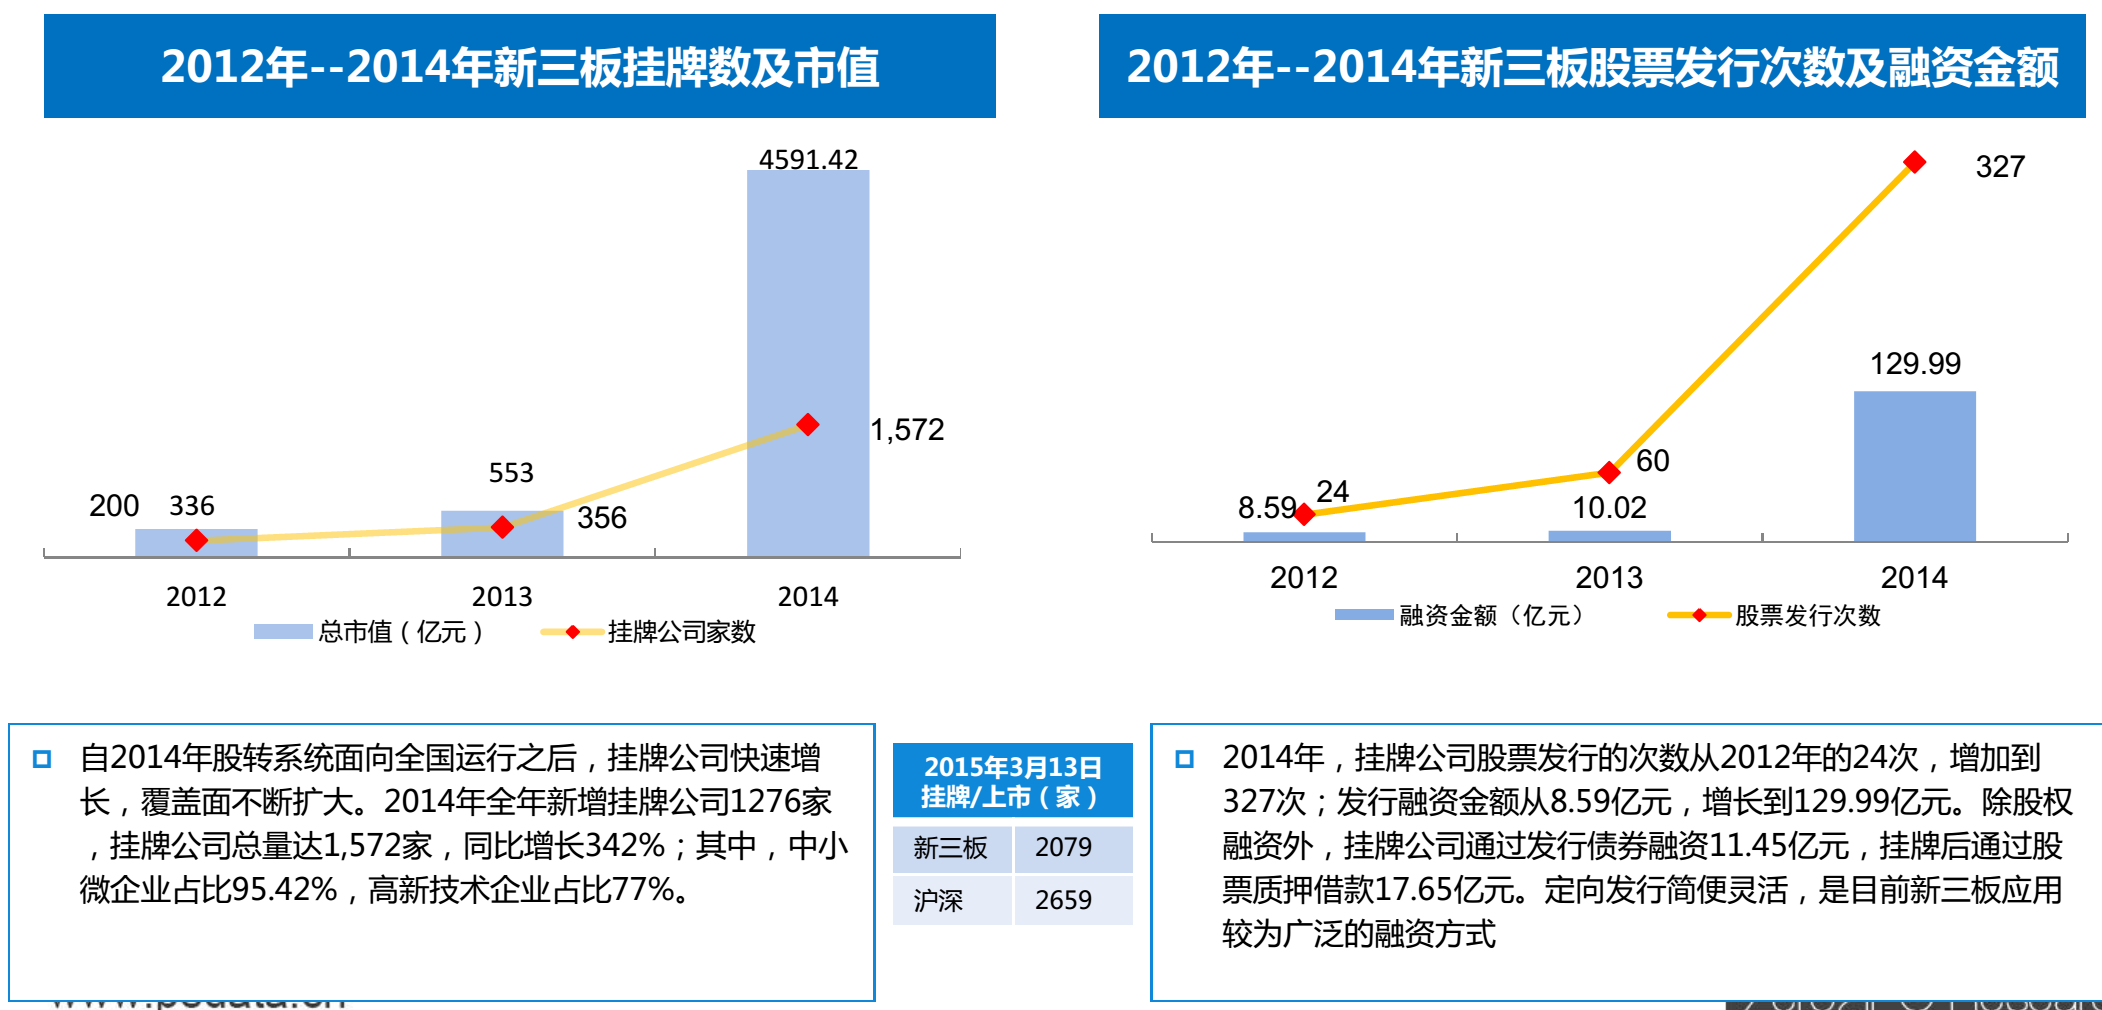 2012年--2014年新三板挂牌数及市值
4591.42
1,572
553
356
200
336
2012
2013
2014
总市值（亿元）
挂牌公司家数
2012年--2014年新三板股票发行次数及融资金额
327
129.99
60
10.02
24
8.59
2012
2013
2014
融资金额（亿元）
股票发行次数
自2014年股转系统面向全国运行之后，挂牌公司快速增
长，覆盖面不断扩大。2014年全年新增挂牌公司1276家
，挂牌公司总量达1,572家，同比增长342%；其中，中小
微企业占比95.42%，高新技术企业占比77%。
2015年3月13日
挂牌/上市（家）
新三板 2079
沪深 2659
2014年，挂牌公司股票发行的次数从2012年的24次，增加到
327次；发行融资金额从8.59亿元，增长到129.99亿元。除股权
融资外，挂牌公司通过发行债券融资11.45亿元，挂牌后通过股
票质押借款17.65亿元。定向发行简便灵活，是目前新三板应用
较为广泛的融资方式